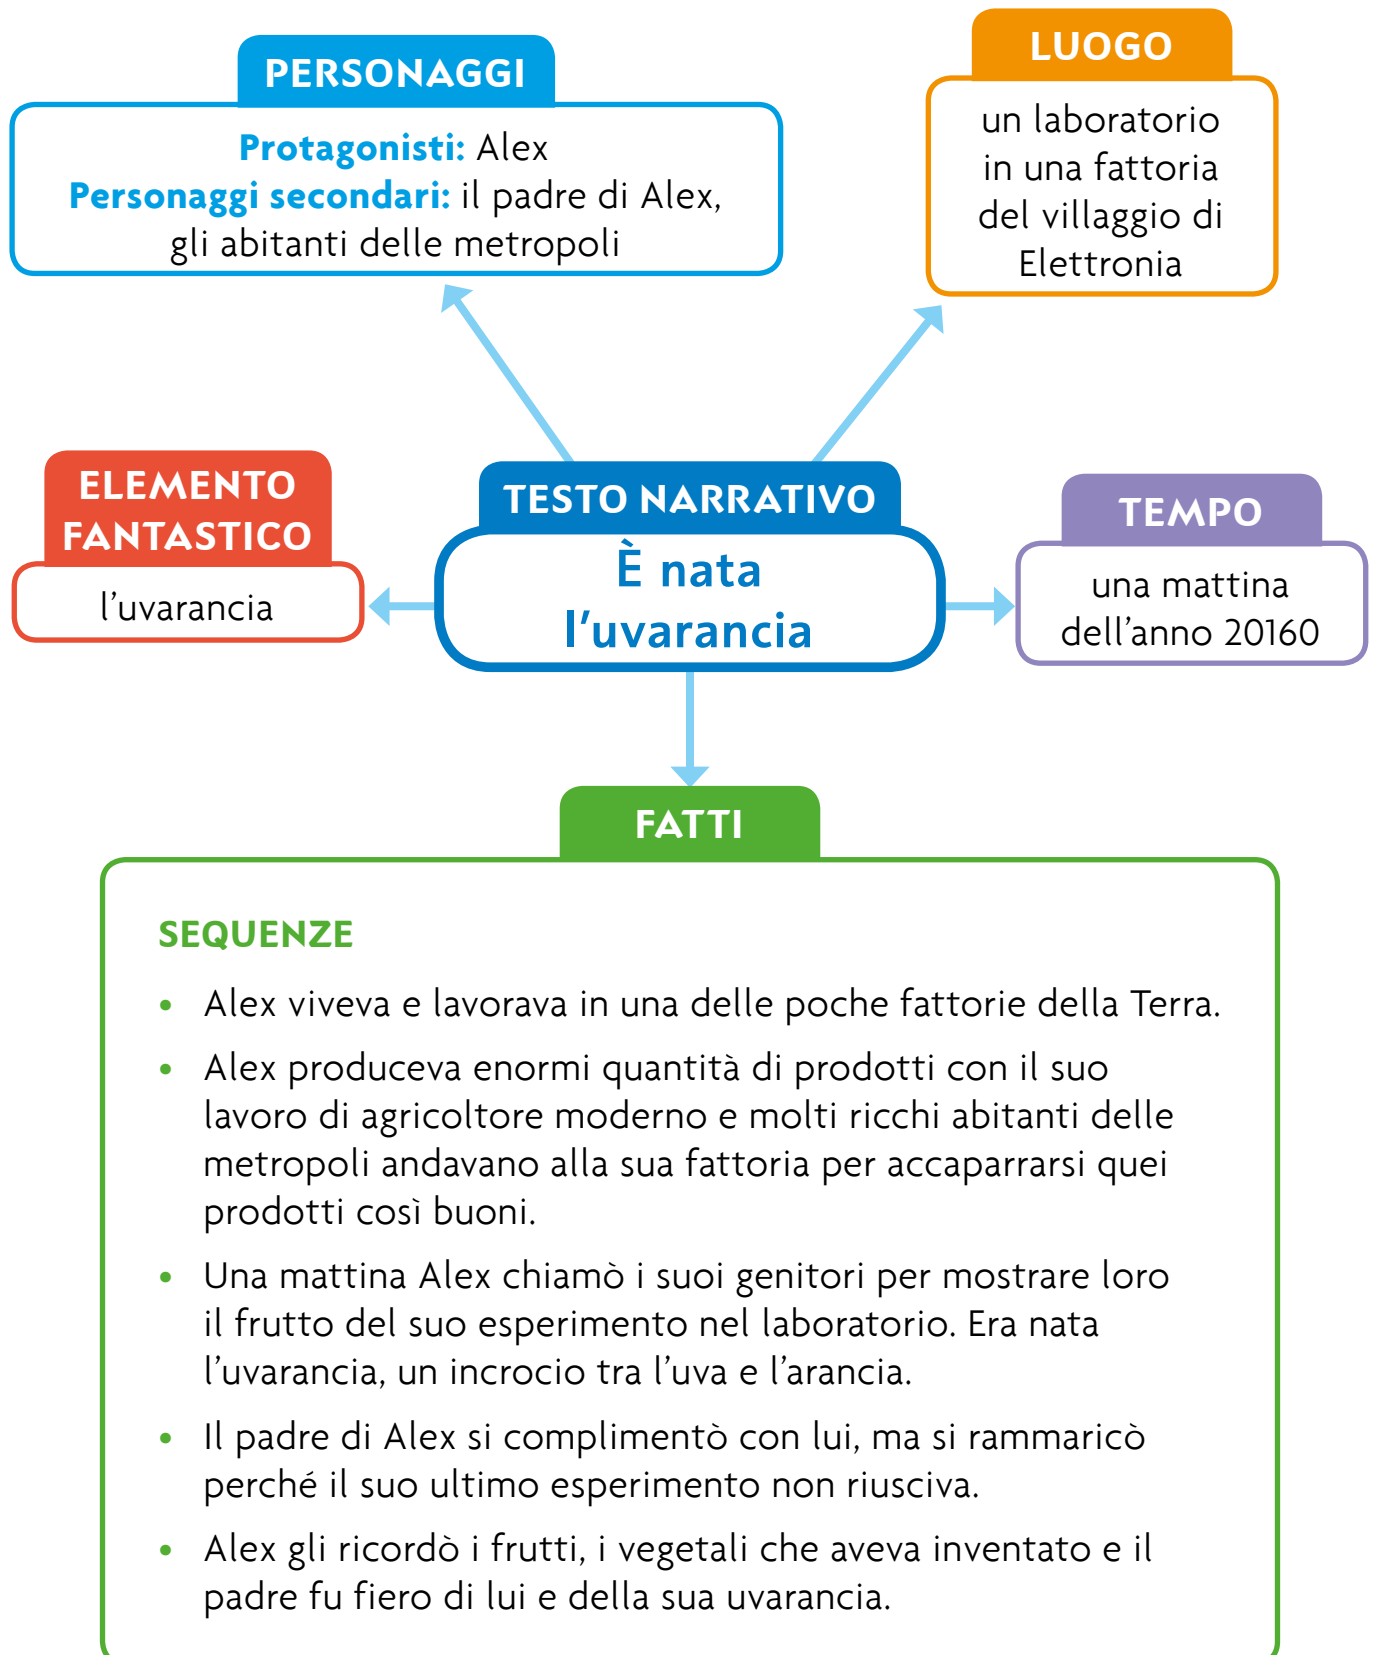 PERSONAGGI
Protagonisti: Alex
Personaggi secondari: il padre di Alex,
gli abitanti delle metropoli
LUOGO
un laboratorio
in una fattoria
del villaggio di
Elettronia
ELEMENTO
FANTASTICO
l'uvarancia
TESTO NARRATIVO
È nata
l'uvarancia
TEMPO
una mattina
dell'anno 20160
FATTI
SEQUENZE
• Alex viveva e lavorava in una delle poche fattorie della Terra.
• Alex produceva enormi quantità di prodotti con il suo
lavoro di agricoltore moderno e molti ricchi abitanti delle
metropoli andavano alla sua fattoria per accaparrarsi quei
prodotti così buoni.
• Una mattina Alex chiamò i suoi genitori per mostrare loro
il frutto del suo esperimento nel laboratorio. Era nata
l'uvarancia, un incrocio tra l'uva e l'arancia.
• Il padre di Alex si complimentò con lui, ma si rammaricò
perché il suo ultimo esperimento non riusciva.
• Alex gli ricordò i frutti, i vegetali che aveva inventato e il
padre fu fiero di lui e della sua uvarancia.